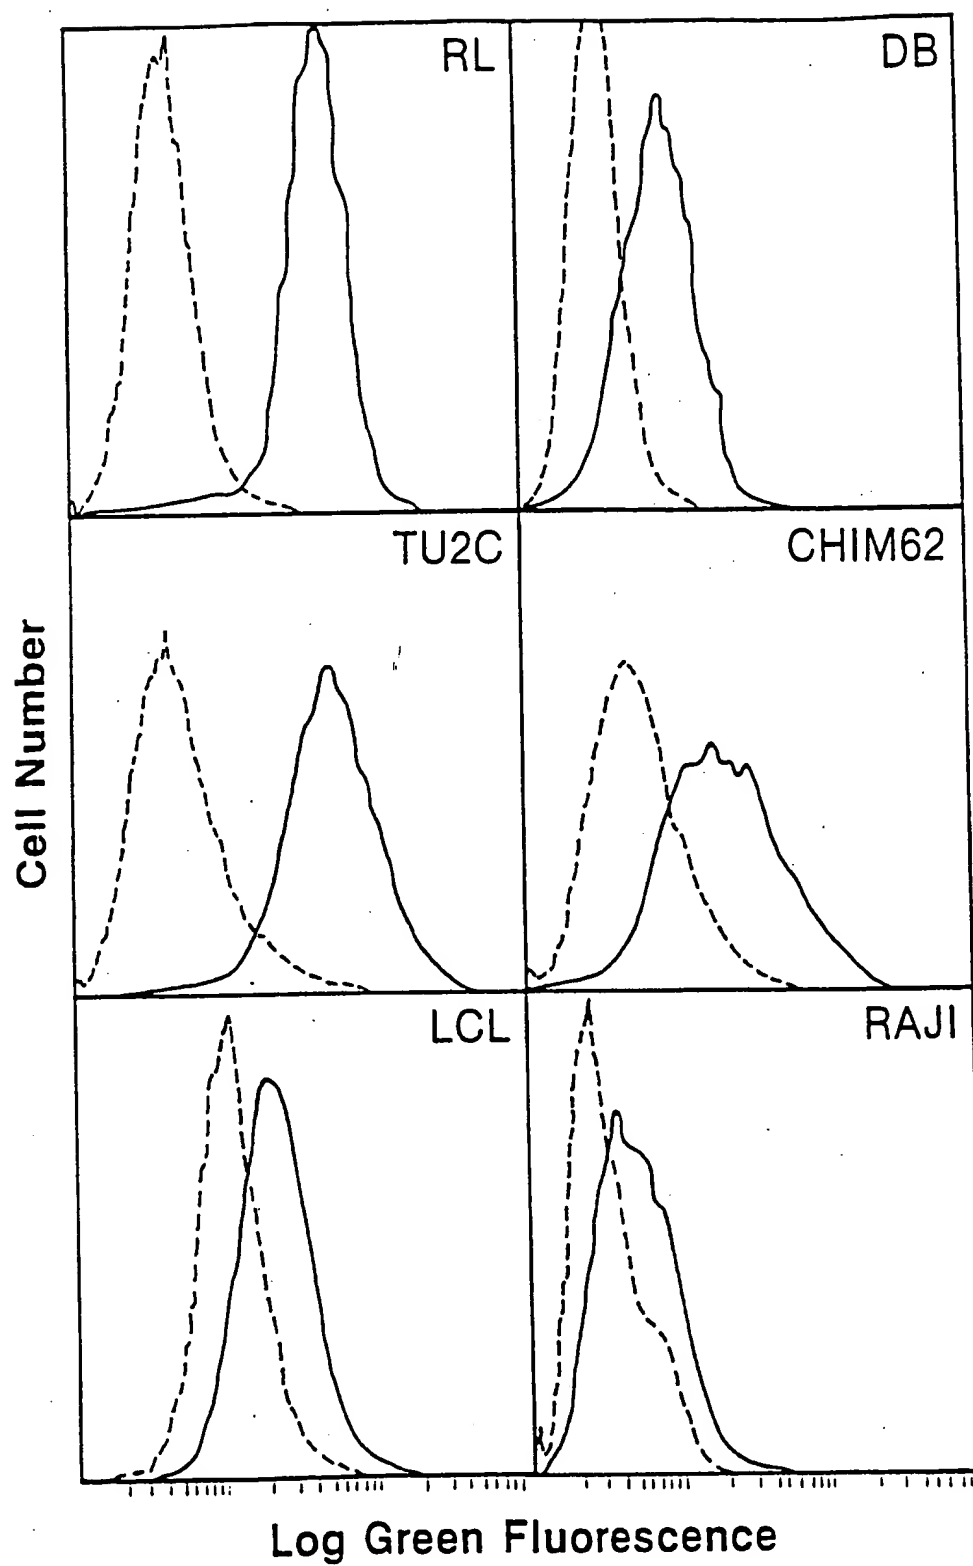 RL
DB
TU2C
CHIM62
Cell Number
LCL
RAJI
Log Green Fluorescence